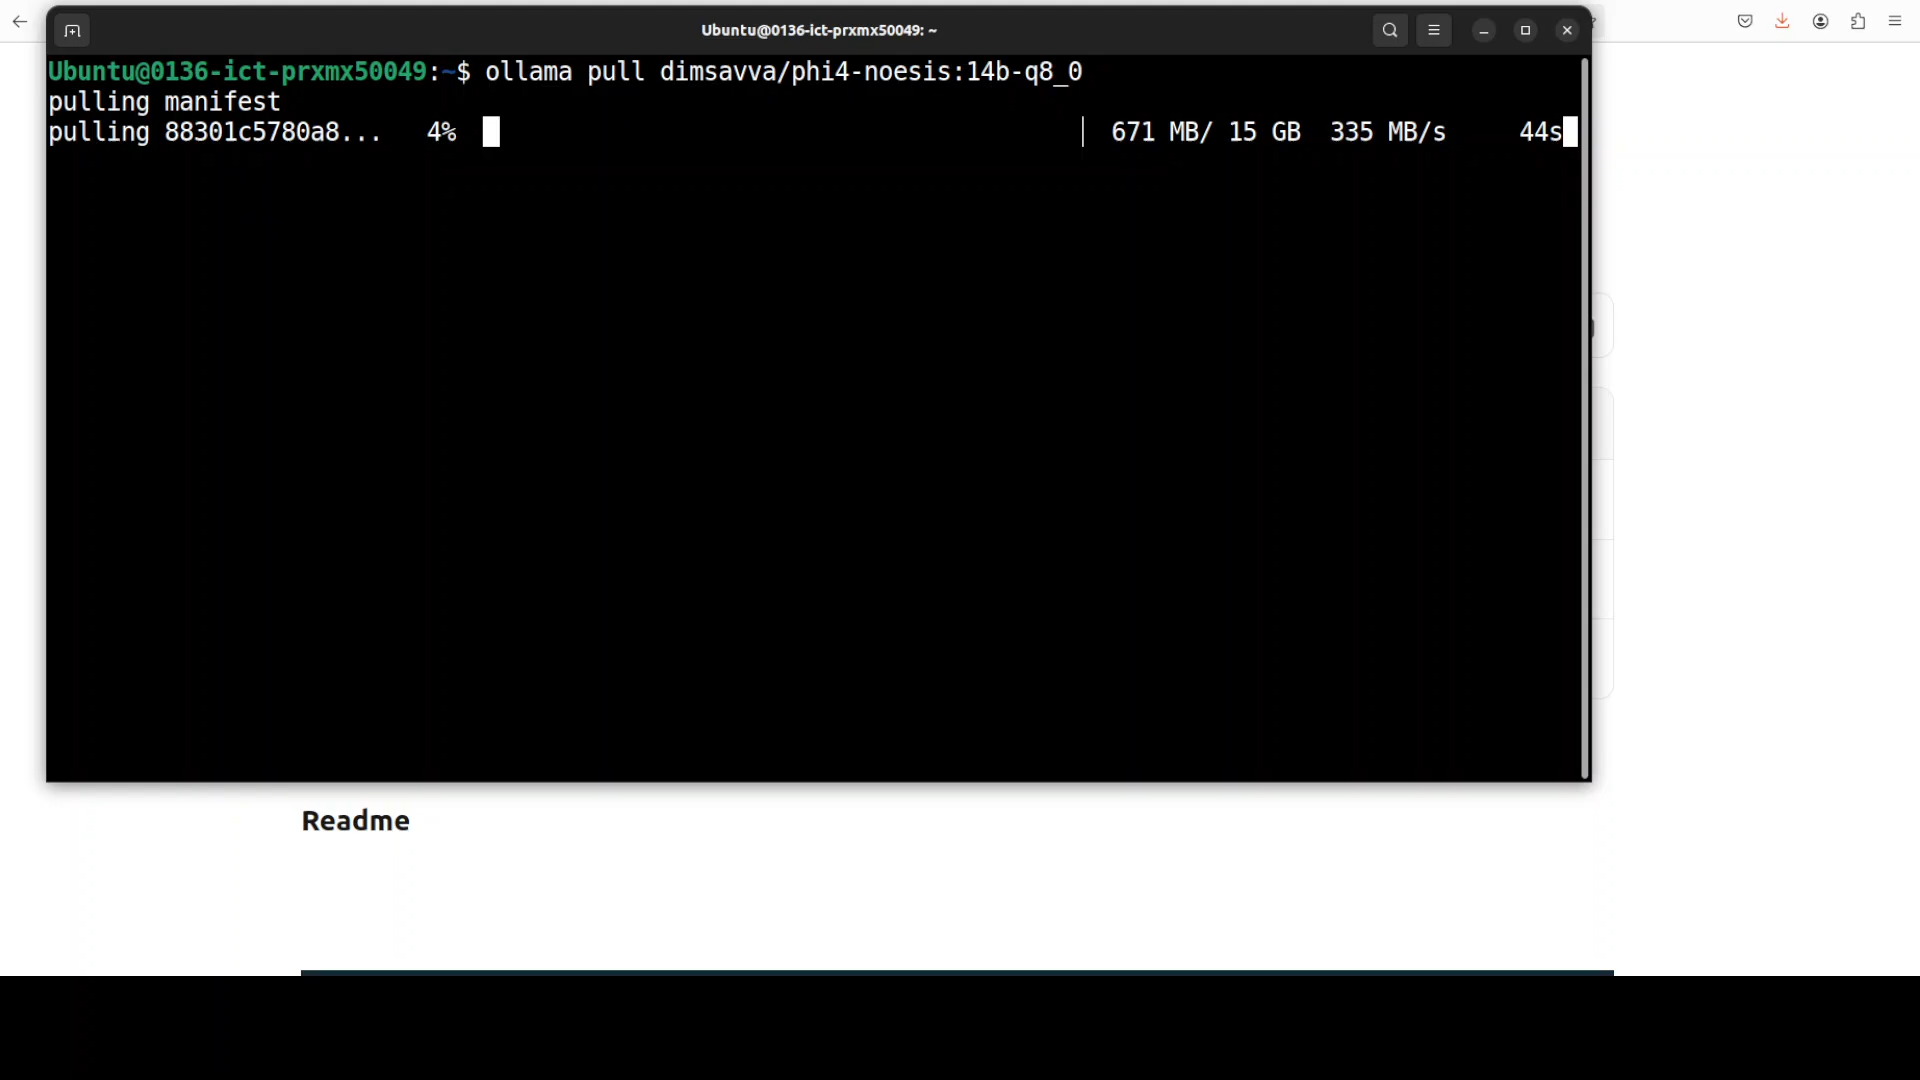 Ubuntu@0136-ict-prxmx50049: ~
Ubuntu@0136-ict-prxmx50049:~$ ollama pull dimsavva/phi4-noesis:14b-q8_0
pulling manifest
pulling 88301c5780a8...   4%  671 MB/ 15 GB  335 MB/s     44s
Readme